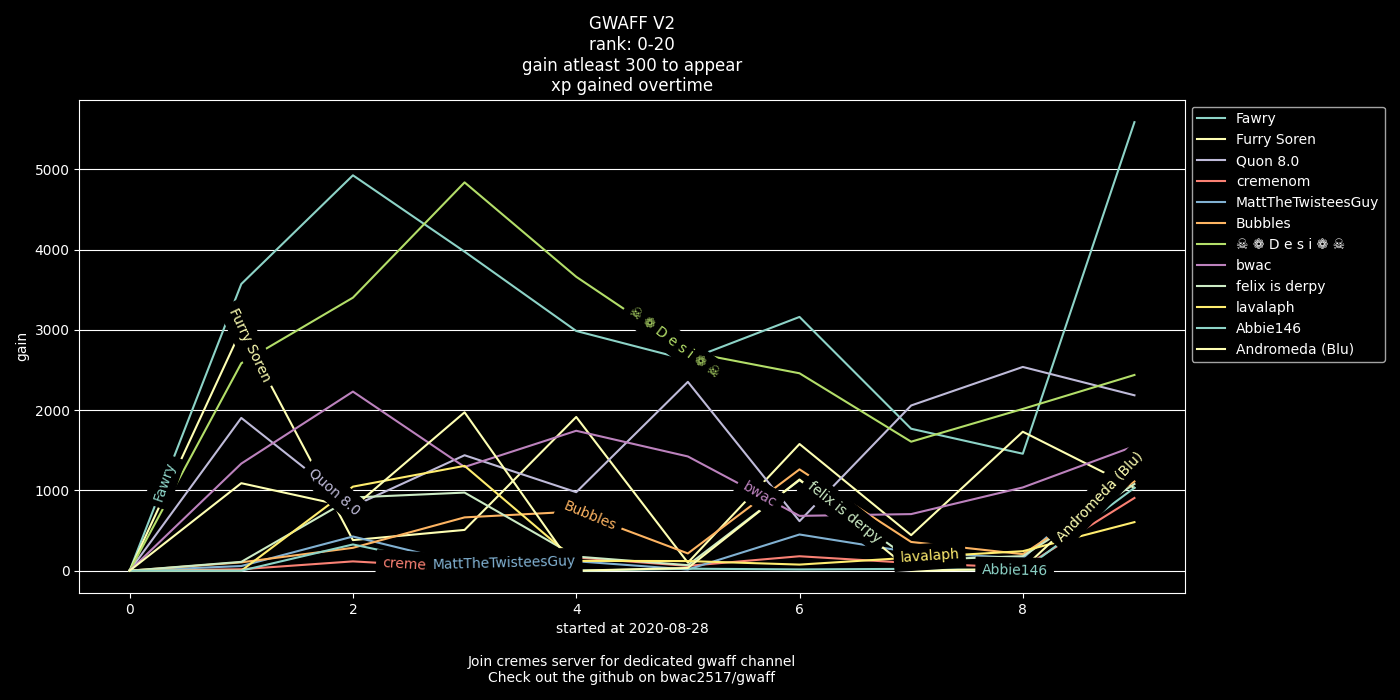 GWAFF V2
rank: 0-20
gain atleast 300 to appear
xp gained overtime
gain
5000
4000
3000
2000
1000
0
Fawry
Furry Soren
Quon 8.0
creme
MattTheTwisteesGuy
Bubbles
☠ ❁ D e s i ❁ ☠
bwac
felix is derpy
lavalaph
Abbie146
Andromeda (Blu)
0 2 4 6 8
started at 2020-08-28
Join cremes server for dedicated gwaff channel
Check out the github on bwac2517/gwaff
Fawry
Furry Soren
Quon 8.0
cremenom
MattTheTwisteesGuy
Bubbles
☠ ❁ D e s i ❁ ☠
bwac
felix is derpy
lavalaph
Abbie146
Andromeda (Blu)